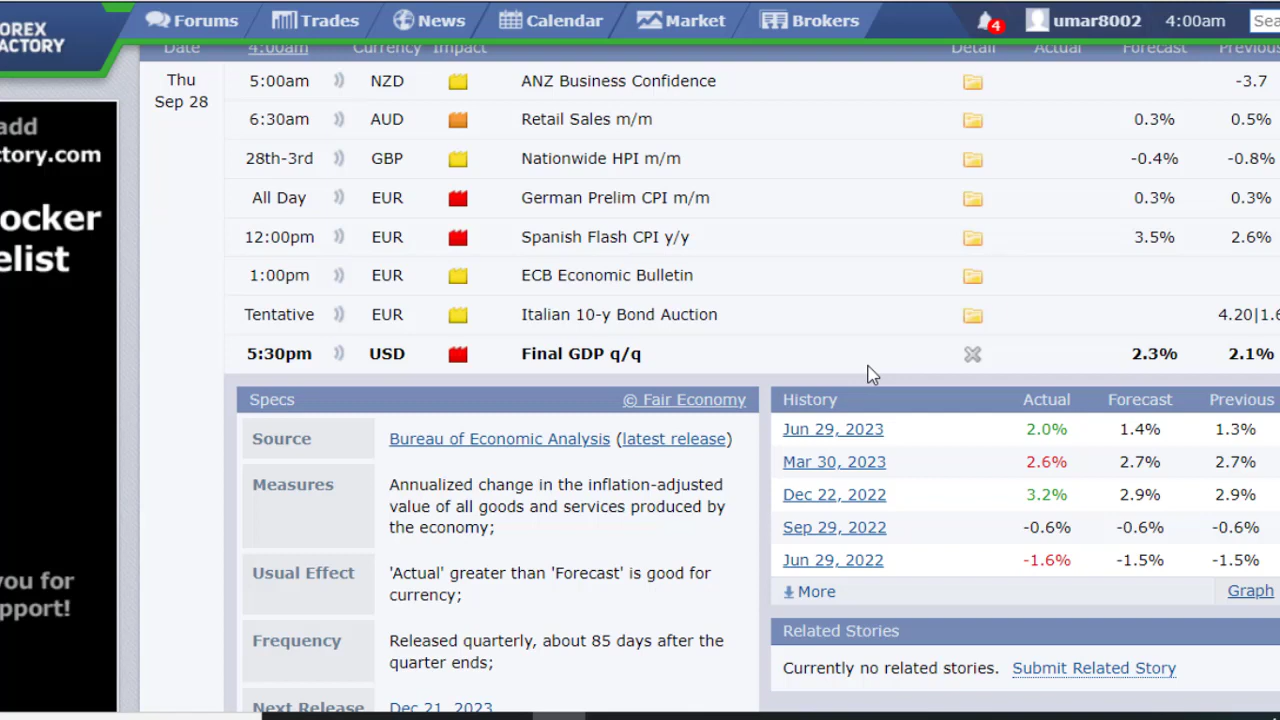 OREX
ACTORY
Forums Trades News Calendar Market Brokers 4 umar8002 4:00am Sea
Date 4:00am Currency Impact Detail Actual Forecast Previous
Thu
Sep 28
5:00am NZD ANZ Business Confidence -3.7
6:30am AUD Retail Sales m/m 0.3% 0.5%
28th-3rd GBP Nationwide HPI m/m -0.4% -0.8%
All Day EUR German Prelim CPI m/m 0.3% 0.3%
12:00pm EUR Spanish Flash CPI y/y 3.5% 2.6%
1:00pm EUR ECB Economic Bulletin
Tentative EUR Italian 10-y Bond Auction 4.20|1.6
5:30pm USD Final GDP q/q 2.3% 2.1%
add
ctory.com
ocker
elist
you for
pport!
Specs © Fair Economy
Source Bureau of Economic Analysis (latest release)
Measures Annualized change in the inflation-adjusted
value of all goods and services produced by
the economy;
Usual Effect 'Actual' greater than 'Forecast' is good for
currency;
Frequency Released quarterly, about 85 days after the
quarter ends;
Next Release Dec 21, 2023
History Actual Forecast Previous
Jun 29, 2023 2.0% 1.4% 1.3%
Mar 30, 2023 2.6% 2.7% 2.7%
Dec 22, 2022 3.2% 2.9% 2.9%
Sep 29, 2022 -0.6% -0.6% -0.6%
Jun 29, 2022 -1.6% -1.5% -1.5%
More Graph
Related Stories
Currently no related stories. Submit Related Story